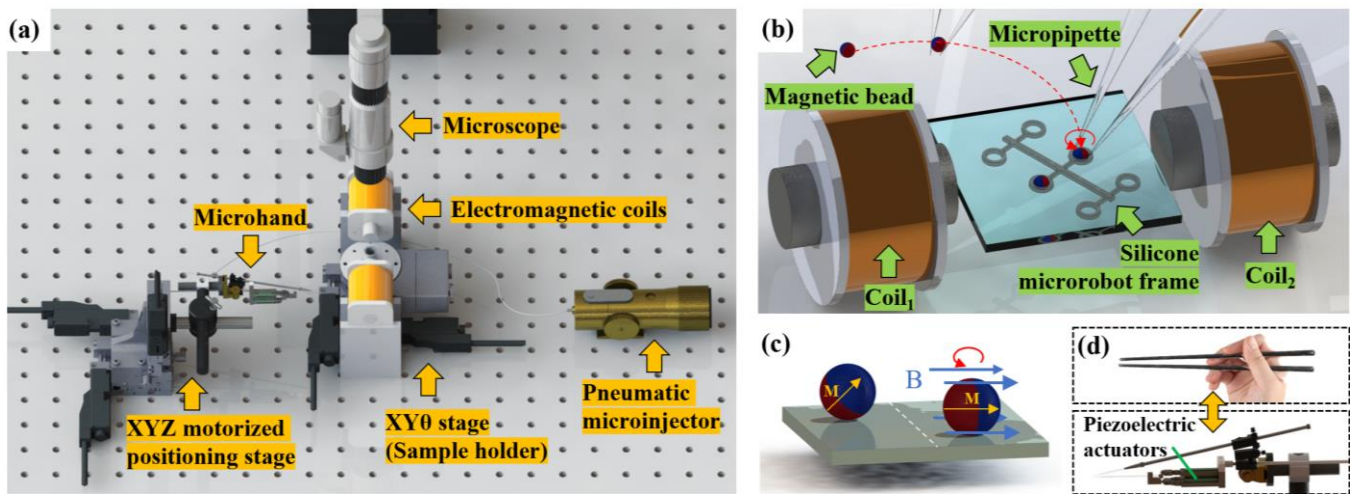 (a)
Microscope
Electromagnetic coils
Microhand
XYZ motorized
positioning stage
XYθ stage
(Sample holder)
Pneumatic
microinjector
(b)
Micropipette
Magnetic bead
Silicone
microrobot frame
Coil₁
Coil₂
(c)
B
M
M
(d)
Piezoelectric
actuators